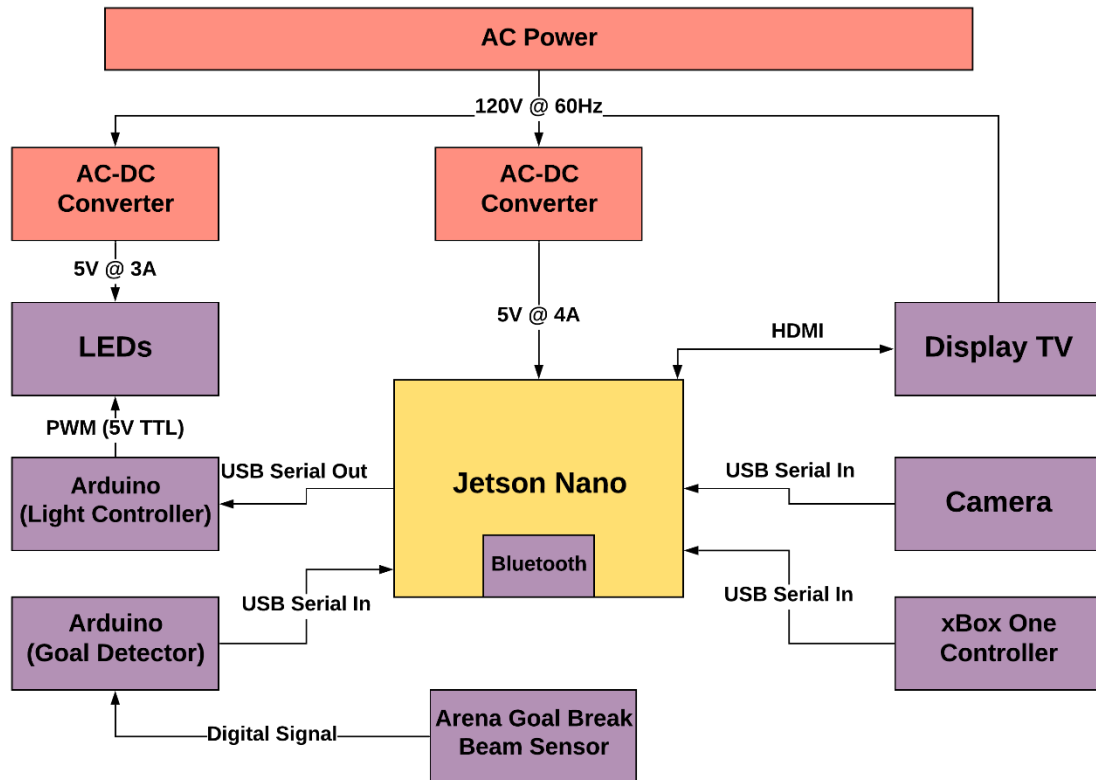 AC Power
120V @ 60Hz
AC-DC
Converter
AC-DC
Converter
5V @ 3A
5V @ 4A
LEDs
HDMI
Display TV
PWM (5V TTL)
Arduino
(Light Controller)
USB Serial Out
Jetson Nano
USB Serial In
Camera
Bluetooth
Arduino
(Goal Detector)
USB Serial In
USB Serial In
xBox One
Controller
Digital Signal
Arena Goal Break
Beam Sensor